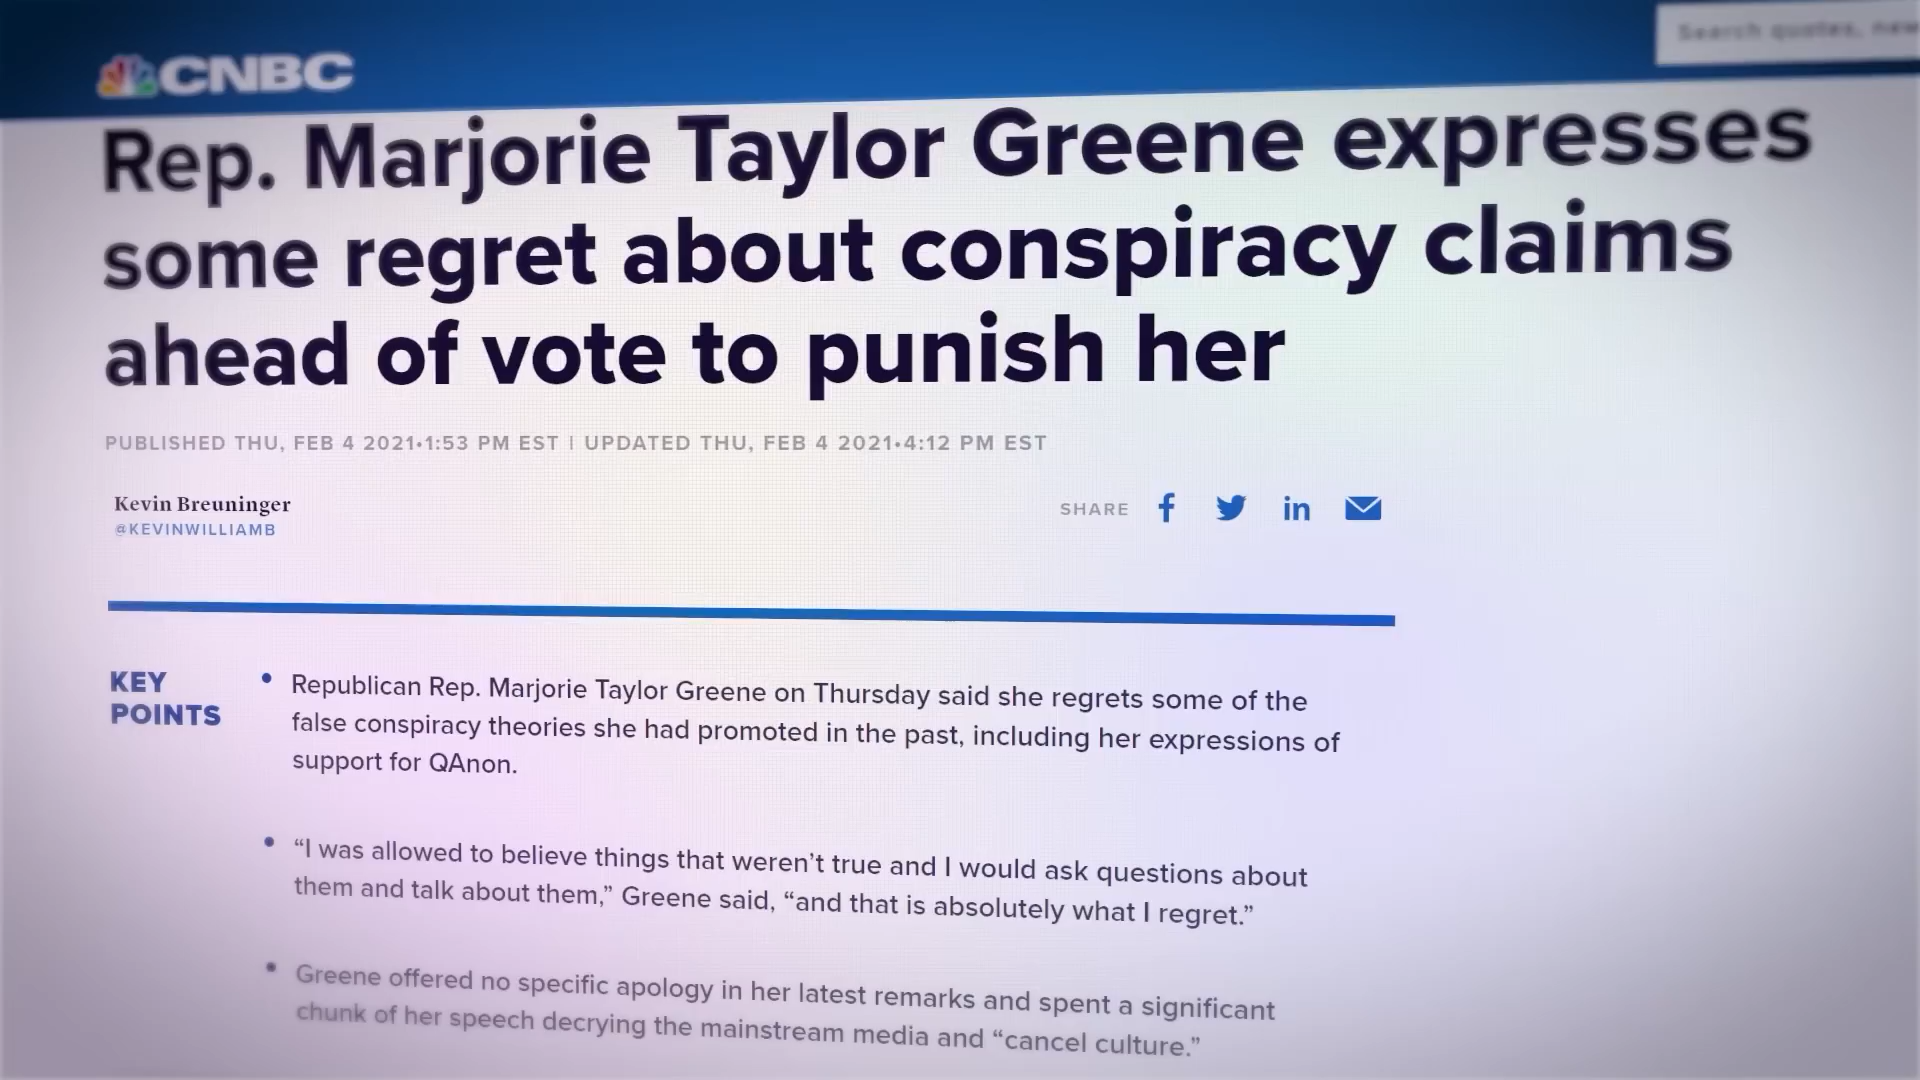 CNBC
Search quotes, new
Rep. Marjorie Taylor Greene expresses
some regret about conspiracy claims
ahead of vote to punish her
PUBLISHED THU, FEB 4 2021•1:53 PM EST | UPDATED THU, FEB 4 2021•4:12 PM EST
Kevin Breuninger
@KEVINWILLIAMB
SHARE
KEY
POINTS
• Republican Rep. Marjorie Taylor Greene on Thursday said she regrets some of the
false conspiracy theories she had promoted in the past, including her expressions of
support for QAnon.
• “I was allowed to believe things that weren’t true and I would ask questions about
them and talk about them,” Greene said, “and that is absolutely what I regret.”
• Greene offered no specific apology in her latest remarks and spent a significant
chunk of her speech decrying the mainstream media and “cancel culture.”